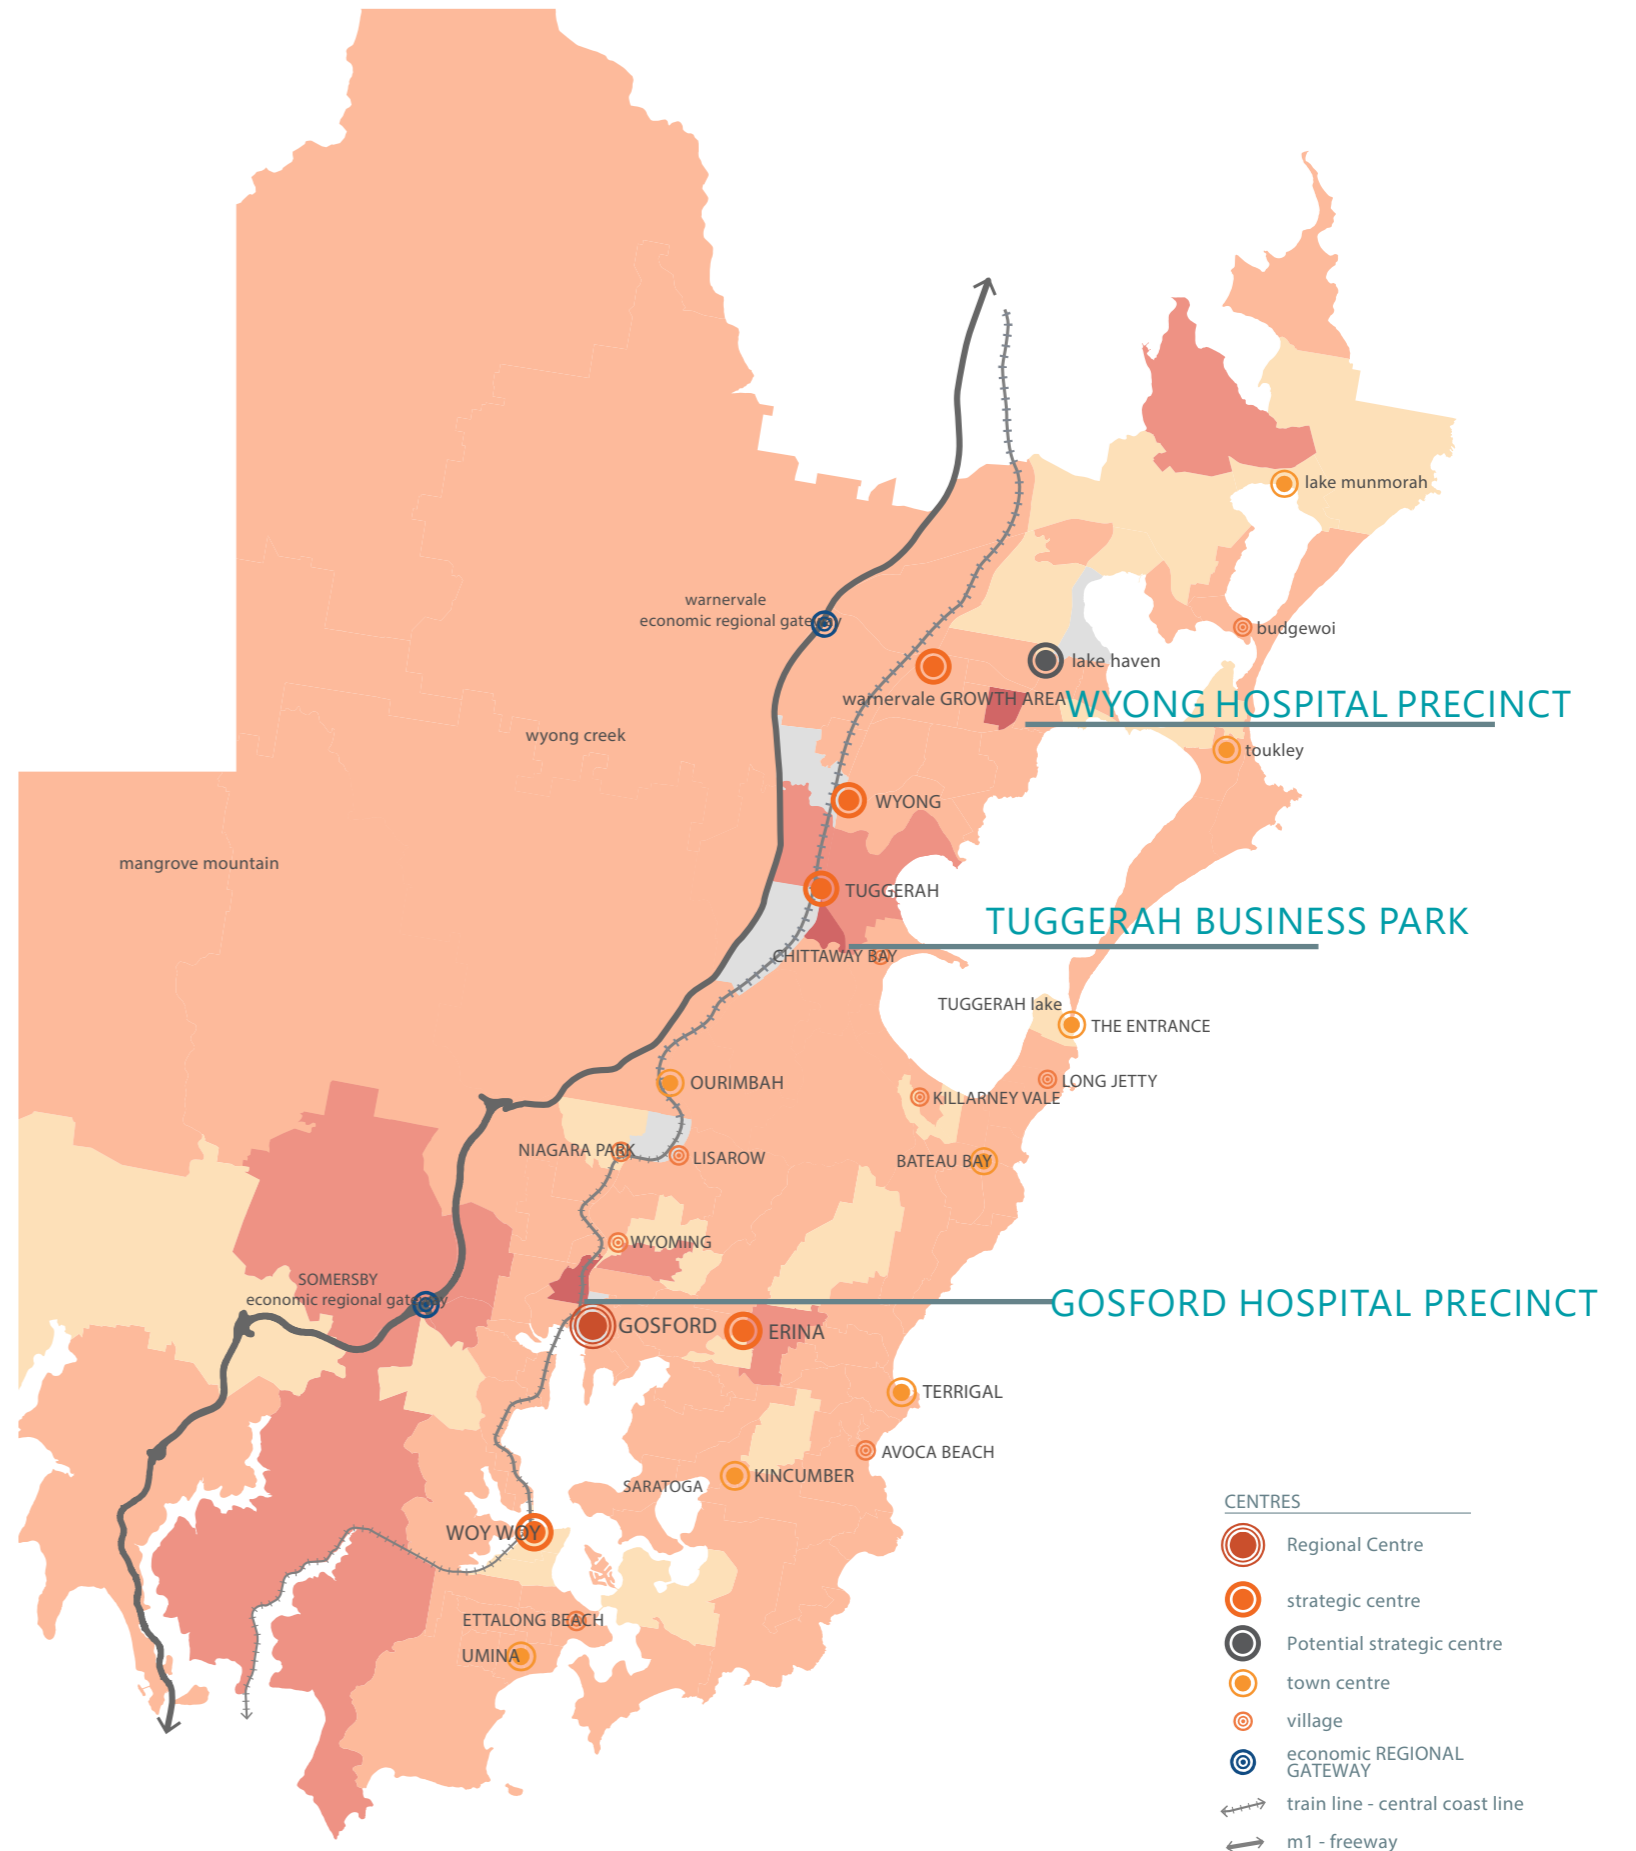 lake munmorah
warnervale
economic regional gateway
budgewoi
lake haven
warnervale GROWTH AREA
WYONG HOSPITAL PRECINCT
wyong creek
toukley
WYONG
mangrove mountain
TUGGERAH
TUGGERAH BUSINESS PARK
CHITTAWAY BAY
TUGGERAH lake
THE ENTRANCE
OURIMBAH
LONG JETTY
KILLARNEY VALE
NIAGARA PARK
LISAROW
BATEAU BAY
WYOMING
SOMERSBY
economic regional gateway
GOSFORD HOSPITAL PRECINCT
GOSFORD
ERINA
TERRIGAL
AVOCA BEACH
KINCUMBER
SARATOGA
WOY WOY
ETTALONG BEACH
UMINA
CENTRES
Regional Centre
strategic centre
Potential strategic centre
town centre
village
economic REGIONAL
GATEWAY
train line - central coast line
m1 - freeway